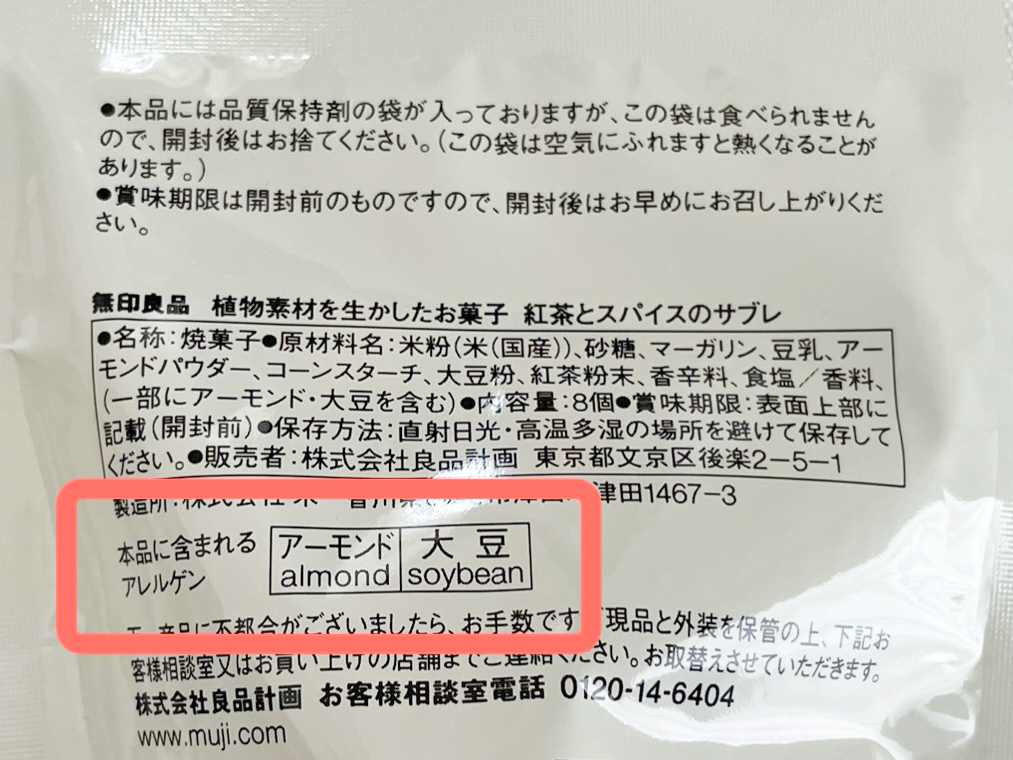 ●本品には品質保持剤の袋が入っておりますが、この袋は食べられません
ので、開封後はお捨てください。(この袋は空気にふれますと熱くなることが
あります。)
●賞味期限は開封前のものですので、開封後はお早めにお召し上がりくだ
さい。
無印良品 植物素材を生かしたお菓子 紅茶とスパイスのサブレ
●名称:焼菓子●原材料名:米粉(米(国産))、砂糖、マーガリン、豆乳、アー
モンドパウダー、コーンスターチ、大豆粉、紅茶粉末、香辛料、食塩/香料、
(一部にアーモンド・大豆を含む)●内容量:8個●賞味期限:表面上部に
記載(開封前)●保存方法:直射日光・高温多湿の場所を避けて保存して
ください。●販売者:株式会社良品計画 東京都文京区後楽2-5-1
製造所:株式会社 津田1467-3
本品に含まれる
アレルゲン
アーモンド 大豆
almond soybean
不都合がございましたら、お手数です 現品と外装を保管の上、下記お
客様相談室又はお買い上げの店舗までご連絡ください。お取替えさせていただきます。
株式会社良品計画 お客様相談室電話 0120-14-6404
www.muji.com